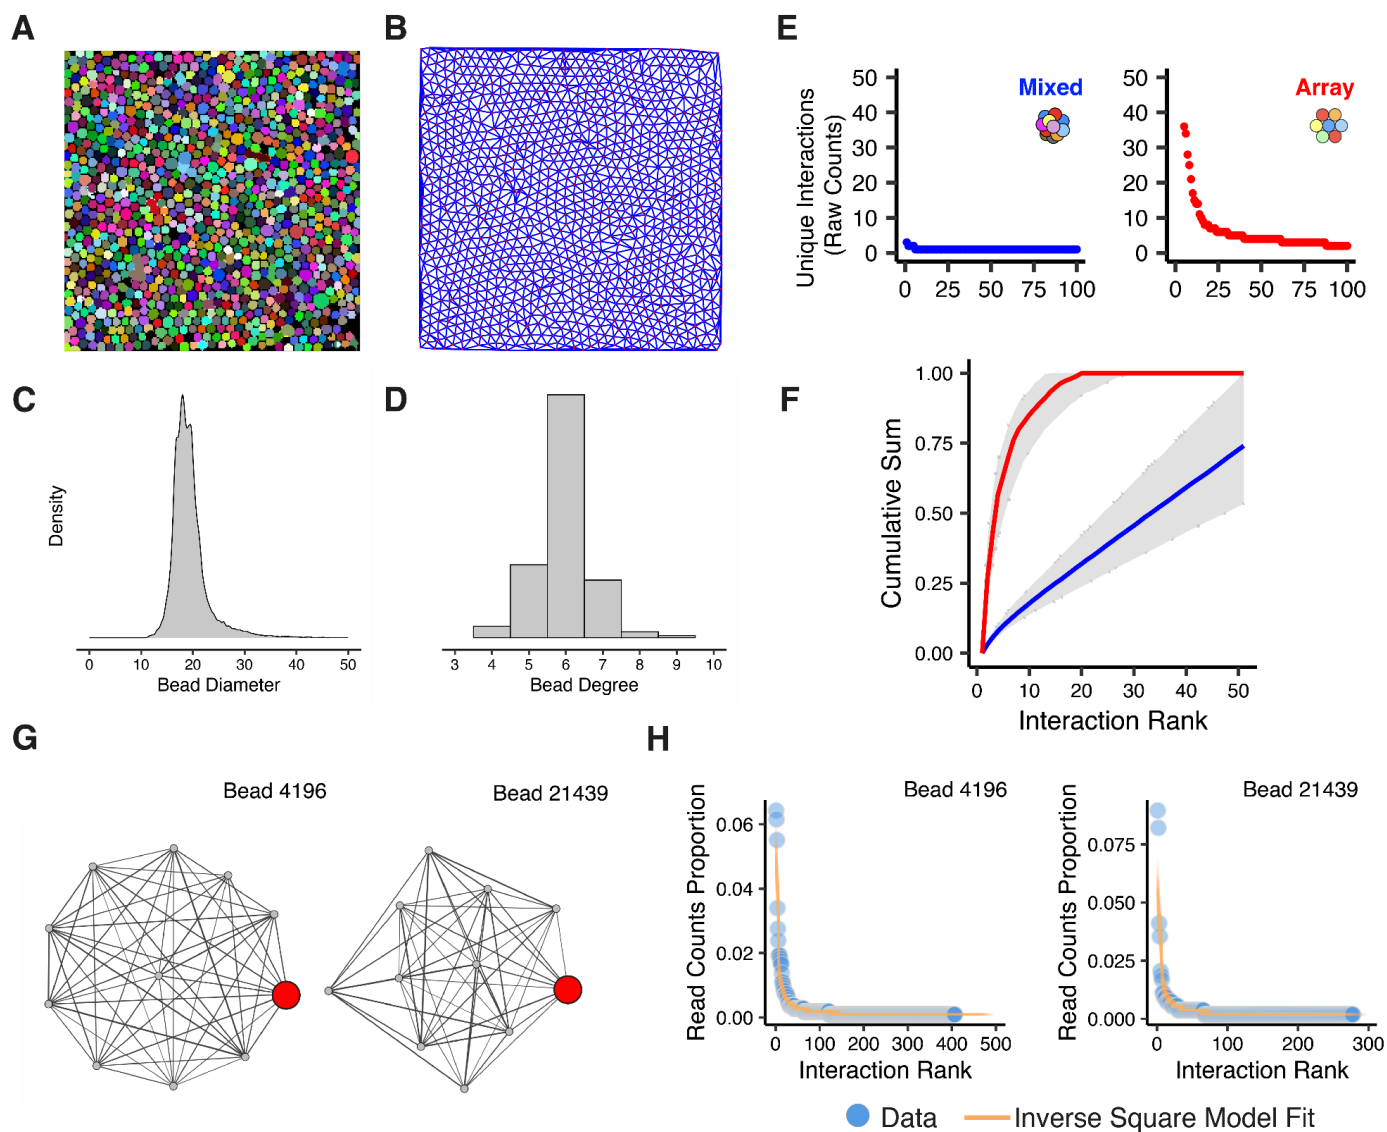 A
B
E
50
40
30
20
10
0
Unique Interactions
(Raw Counts)
Mixed
0 25 50 75 100
50
40
30
20
10
0
Array
0 25 50 75 100
C
Density
0 10 20 30 40 50
Bead Diameter
D
3 4 5 6 7 8 9 10
Bead Degree
F
1.00
0.75
0.50
0.25
0.00
Cumulative Sum
0 10 20 30 40 50
Interaction Rank
G
Bead 4196
Bead 21439
H
Bead 4196
Read Counts Proportion
0.06
0.04
0.02
0.00
0 100 200 300 400 500
Interaction Rank
Bead 21439
Read Counts Proportion
0.075
0.050
0.025
0.000
0 100 200 300
Interaction Rank
Data
Inverse Square Model Fit